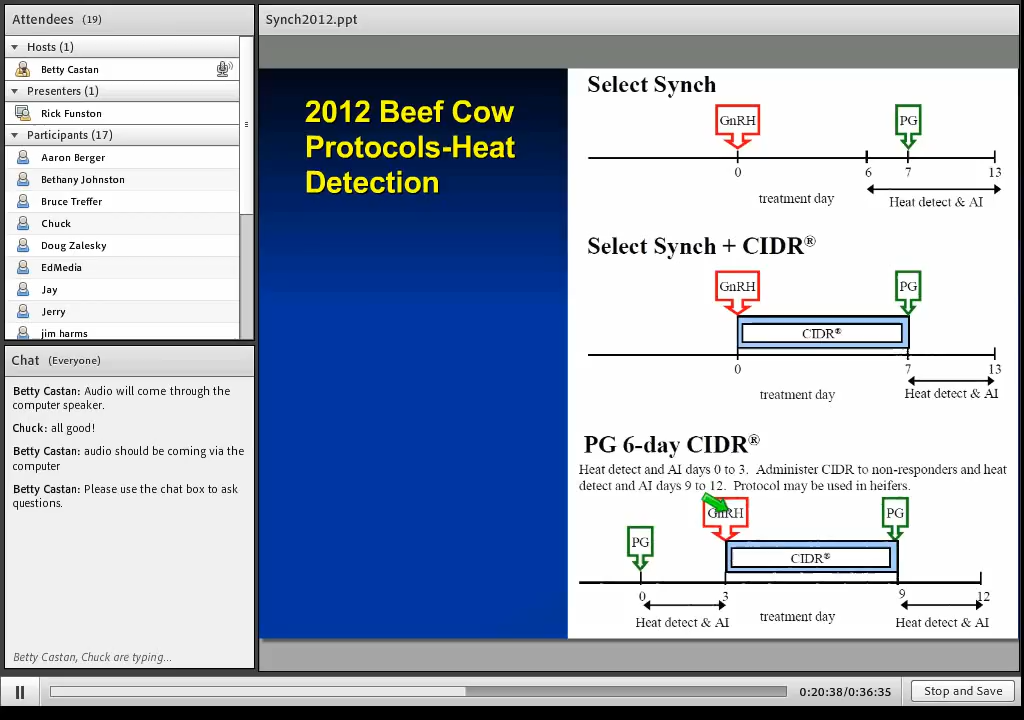 Attendees (19)
Hosts (1)
Betty Castan
Presenters (1)
Rick Funston
Participants (17)
Aaron Berger
Bethany Johnston
Bruce Treffer
Chuck
Doug Zalesky
EdMedia
Jay
Jerry
jim harms
Chat (Everyone)
Betty Castan: Audio will come through the
computer speaker.
Chuck: all good!
Betty Castan: audio should be coming via the
computer
Betty Castan: Please use the chat box to ask
questions.
Betty Castan, Chuck are typing...
Synch2012.ppt
2012 Beef Cow
Protocols-Heat
Detection
Select Synch
GnRH PG
0 6 7 13
treatment day Heat detect & AI
Select Synch + CIDR®
GnRH PG
CIDR®
0 7 13
treatment day Heat detect & AI
PG 6-day CIDR®
Heat detect and AI days 0 to 3. Administer CIDR to non-responders and heat
detect and AI days 9 to 12. Protocol may be used in heifers.
GnRH PG
PG
CIDR®
0 3 9 12
Heat detect & AI treatment day Heat detect & AI
0:20:38/0:36:35 Stop and Save